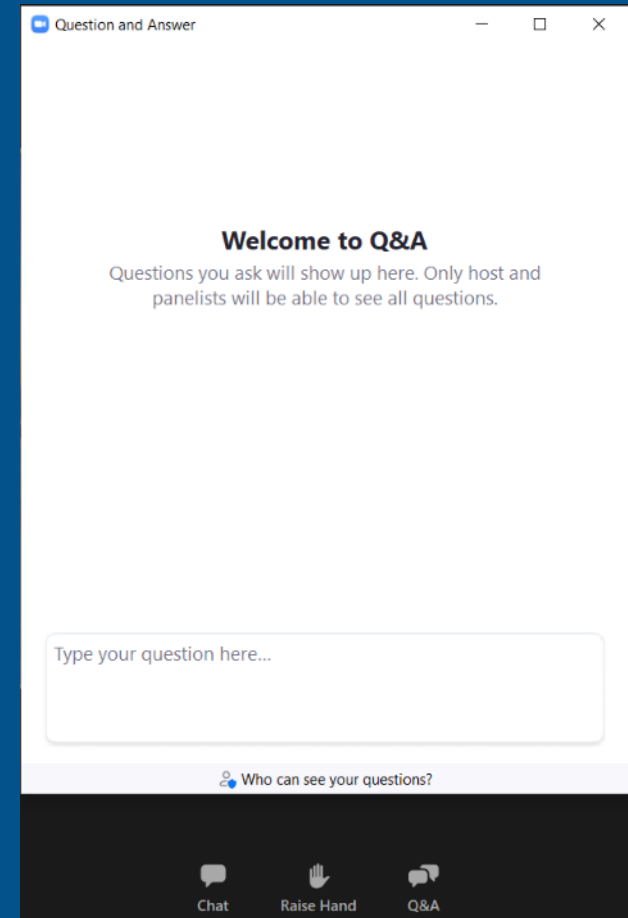 Question and Answer
Welcome to Q&A
Questions you ask will show up here. Only host and
panelists will be able to see all questions.
Type your question here...
Who can see your questions?
Chat Raise Hand Q&A